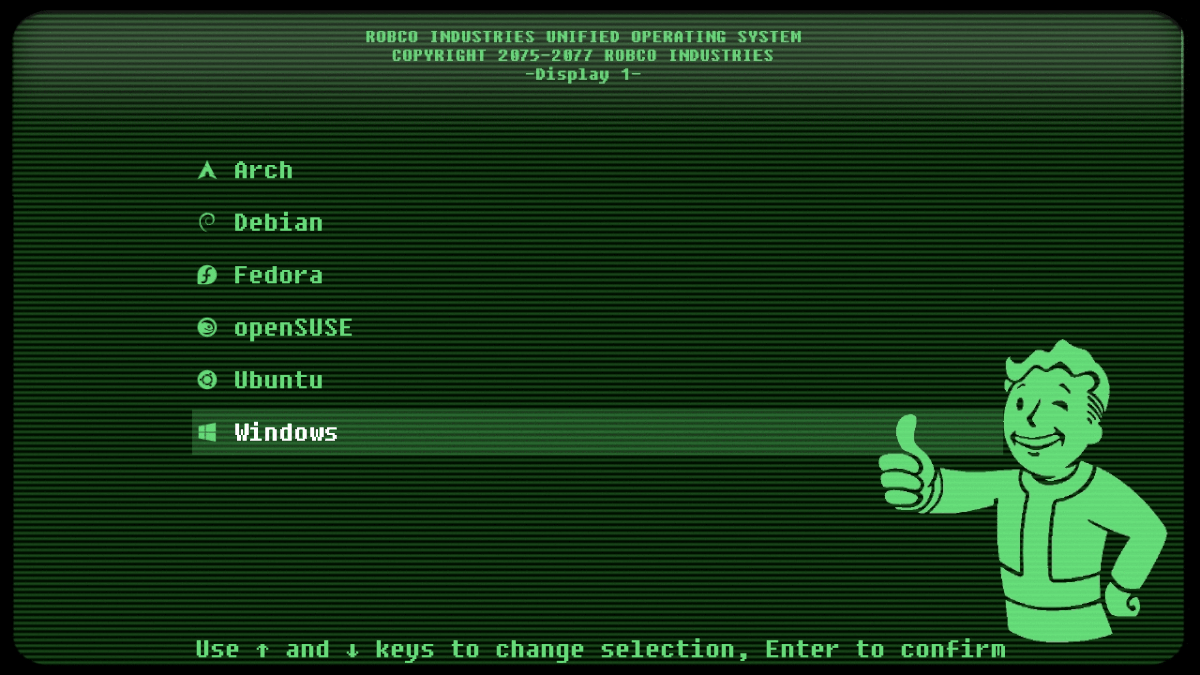 ROBCO INDUSTRIES UNIFIED OPERATING SYSTEM
COPYRIGHT 2075-2077 ROBCO INDUSTRIES
-Display 1-
Arch
Debian
Fedora
openSUSE
Ubuntu
Windows
Use ↑ and ↓ keys to change selection, Enter to confirm